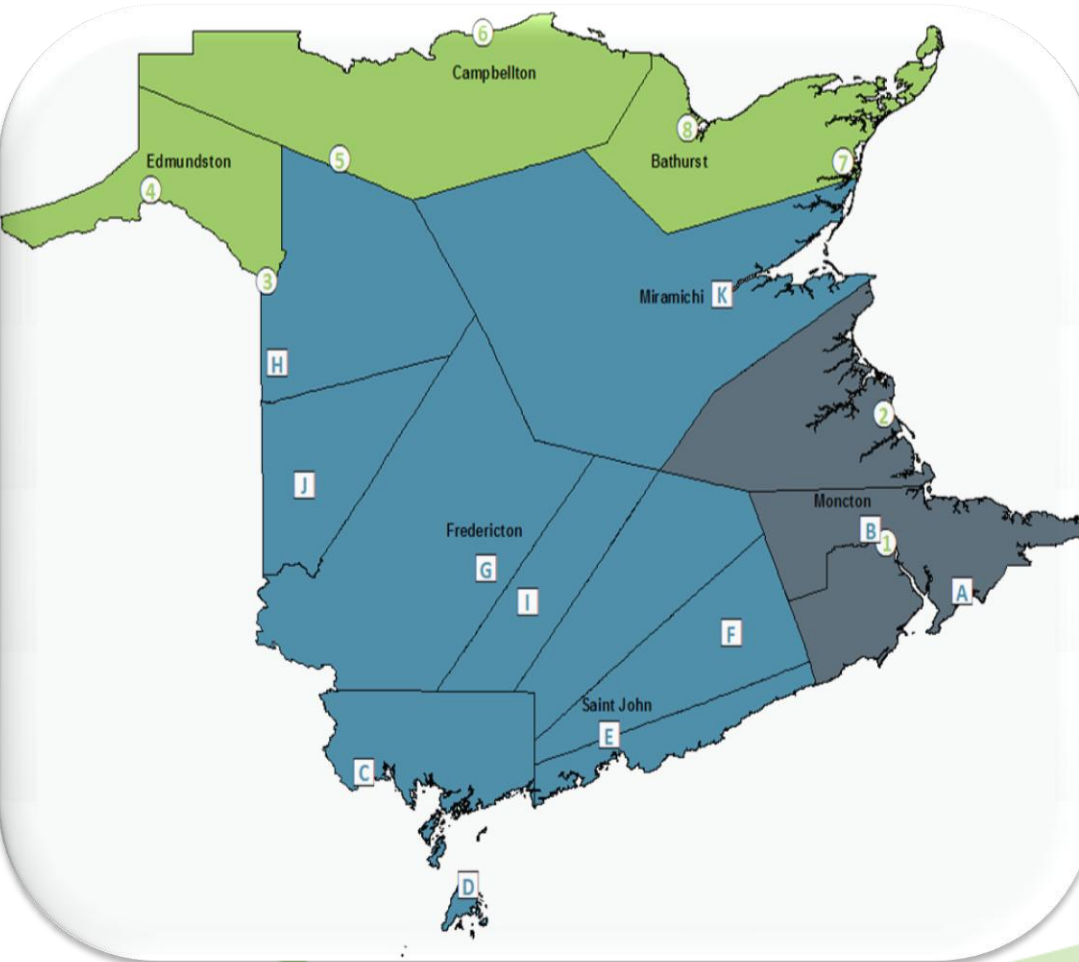 6
Campbellton
8
Bathurst
7
Edmundston
5
4
3
Miramichi
K
H
2
J
Moncton
B
1
Fredericton
G
I
A
F
Saint John
E
C
D